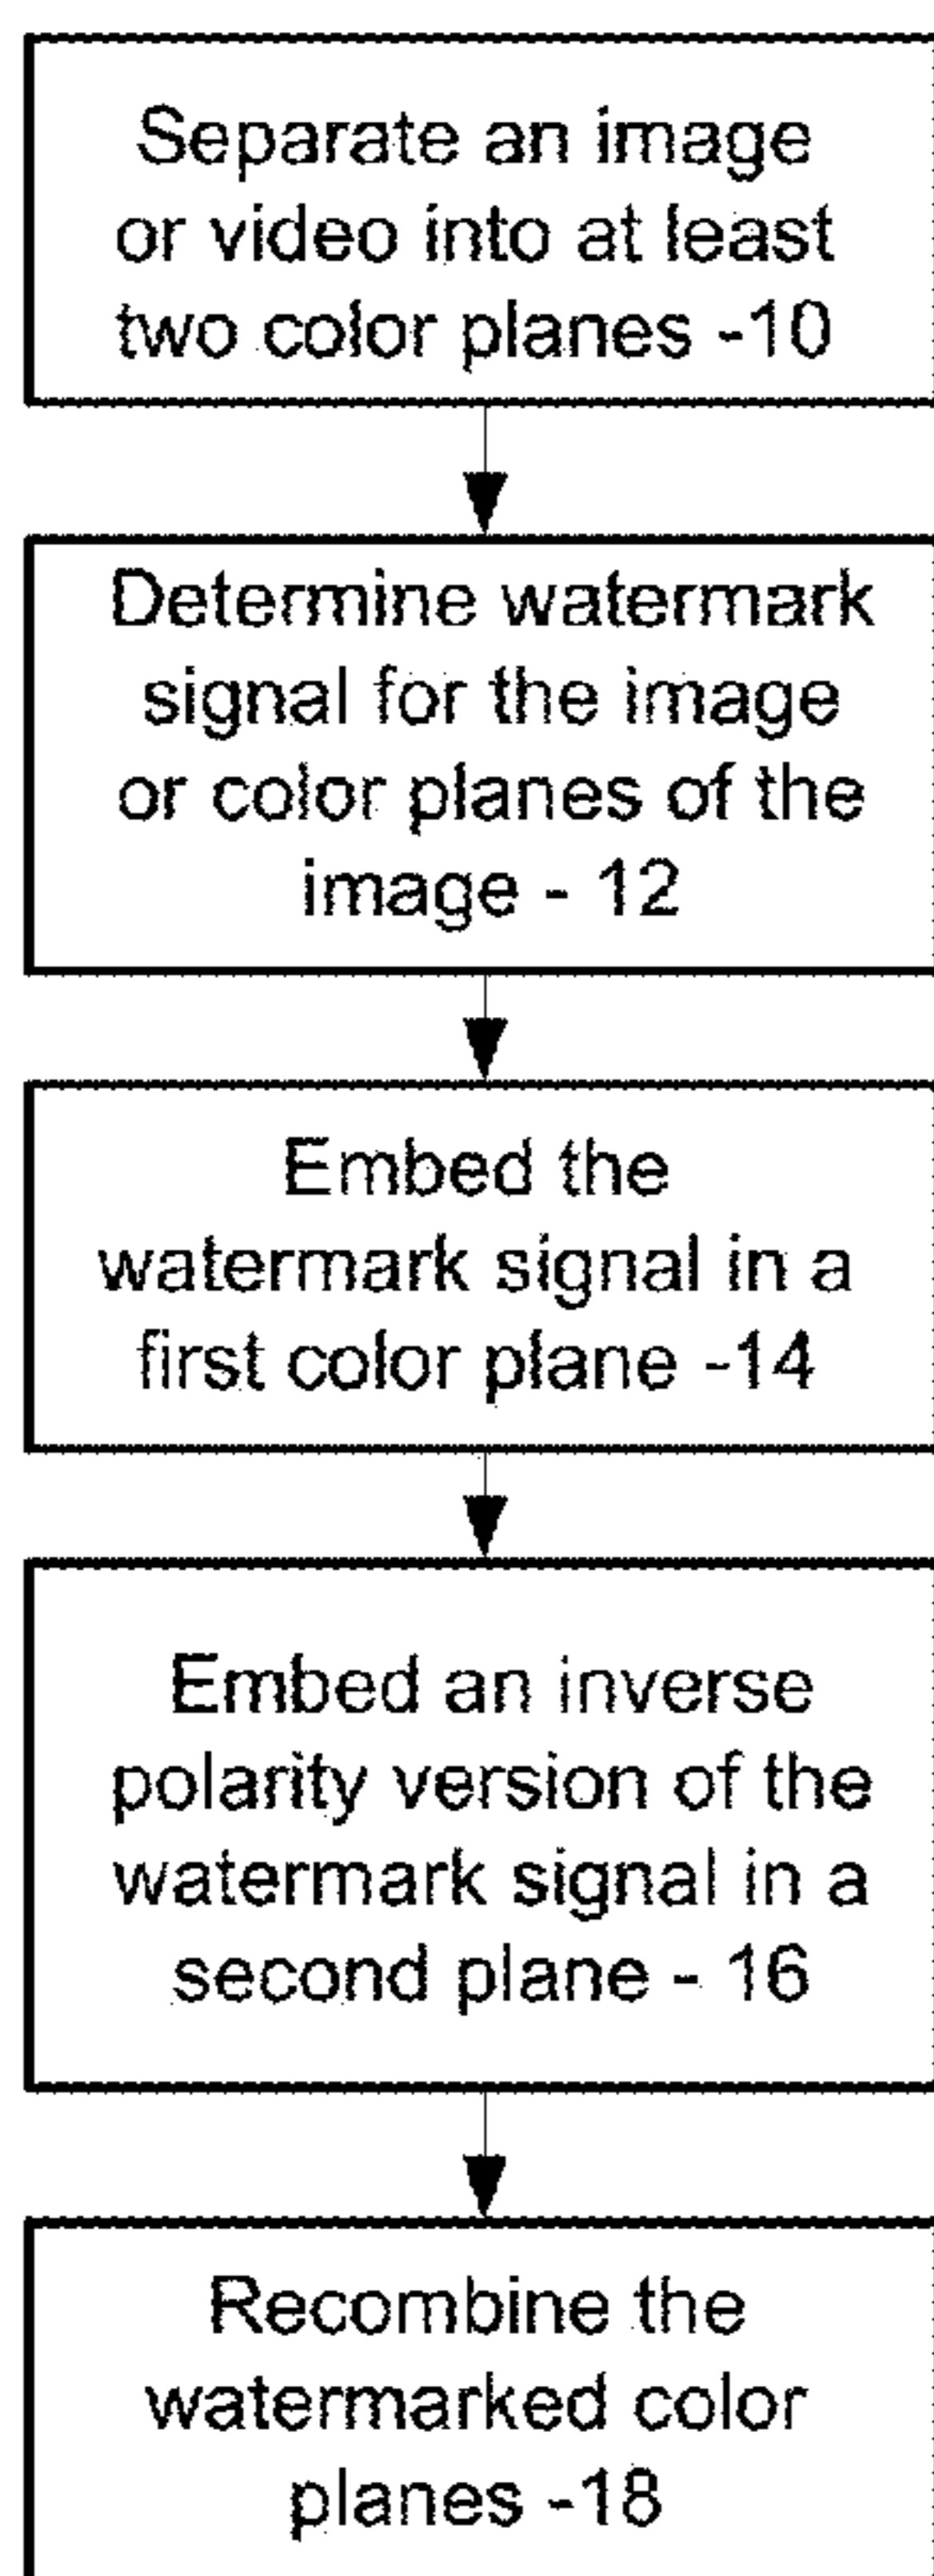 Separate an image
or video into at least
two color planes -10
Determine watermark
signal for the image
or color planes of the
image - 12
Embed the
watermark signal in a
first color plane -14
Embed an inverse
polarity version of the
watermark signal in a
second plane - 16
Recombine the
watermarked color
planes -18